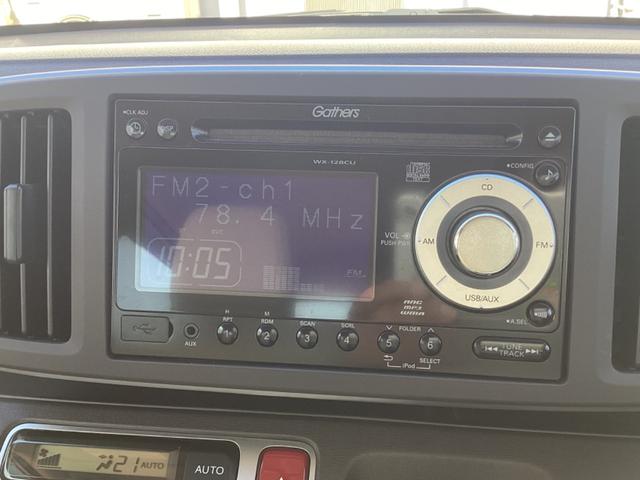 Gathers
CLK ADJ
DISP
WX-128CU
CONFIG
FM2-ch1
78.4 MHz
10:05
FM
VOL
PUSH PWR
CD
AM
FM
USB/AUX
AAC
MP3
WMA
A.SEL
AUX
RPT
M
RDM
SCAN
SCRL
FOLDER
SELECT
1
2
3
4
5
6
iPod
TUNE
TRACK
21 AUTO
AUTO